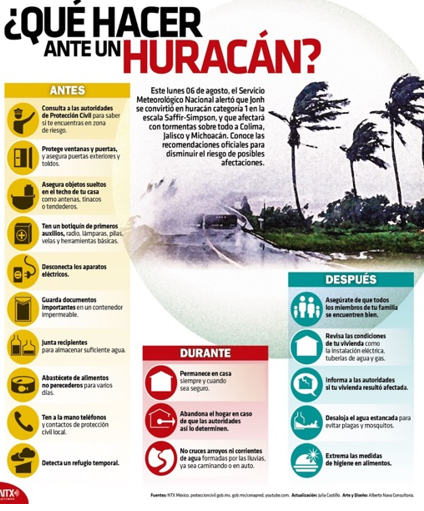 ¿QUÉ HACER
ANTE UN HURACÁN?
Este lunes 06 de agosto, el Servicio
Meteorológico Nacional alertó que Jonh
se convirtió en huracán categoría 1 en la
escala Saffir-Simpson, y que afectará
con tormentas sobre todo a Colima,
Jalisco y Michoacán. Conoce las
recomendaciones oficiales para
disminuir el riesgo de posibles
afectaciones.
ANTES
Consulta a las autoridades
de Protección Civil para saber
si te encuentras en zona
de riesgo.
Protege ventanas y puertas,
y asegura puertas exteriores y
toldos.
Asegura objetos sueltos
en el techo de tu casa
como antenas, tinacos
o tendederos.
Ten un botiquín de primeros
auxilios, radio, lámparas, pilas,
velas y herramientas básicas.
Desconecta los aparatos
eléctricos.
Guarda documentos
importantes en un contenedor
impermeable.
Junta recipientes
para almacenar suficiente agua.
Abastécete de alimentos
no perecederos para varios
días.
Ten a la mano teléfonos
y contactos de protección
civil local.
Detecta un refugio temporal.
DURANTE
Permanece en casa
siempre y cuando
sea seguro.
Abandona el hogar en caso
de que las autoridades
así lo determinen.
No cruces arroyos ni corrientes
de agua formadas por las lluvias,
ya sea caminando o en auto.
DESPUÉS
Asegúrate de que todos
los miembros de tu familia
se encuentren bien.
Revisa las condiciones
de tu vivienda como
la instalación eléctrica,
tuberías de agua y gas.
Informa a las autoridades
si tu vivienda resultó afectada.
Desaloja el agua estancada para
evitar plagas y mosquitos.
Extrema las medidas
de higiene en alimentos.
NTX
Fuentes: NTX México, proteccioncivil.gob.mx, gob.mx/cenapred, youtube.com. Actualización: Julia Castillo. Arte y Diseño: Alberto Nava Consultoría.